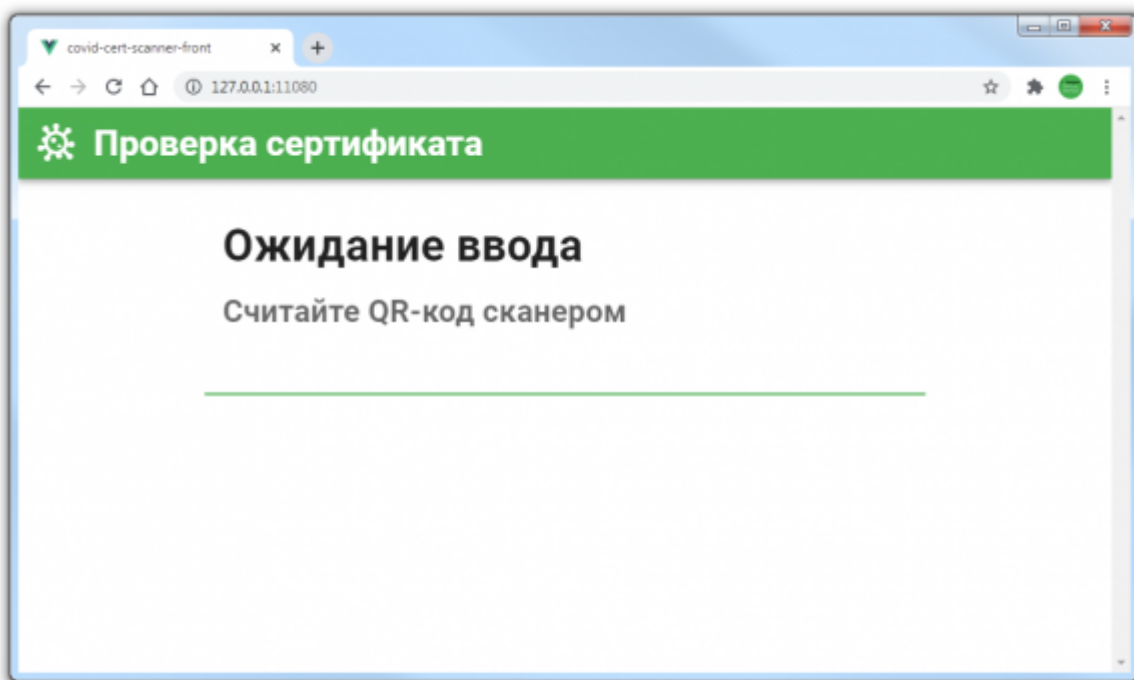 covid-cert-scanner-front
127.0.0.1:11080
Проверка сертификата
Ожидание ввода
Считайте QR-код сканером